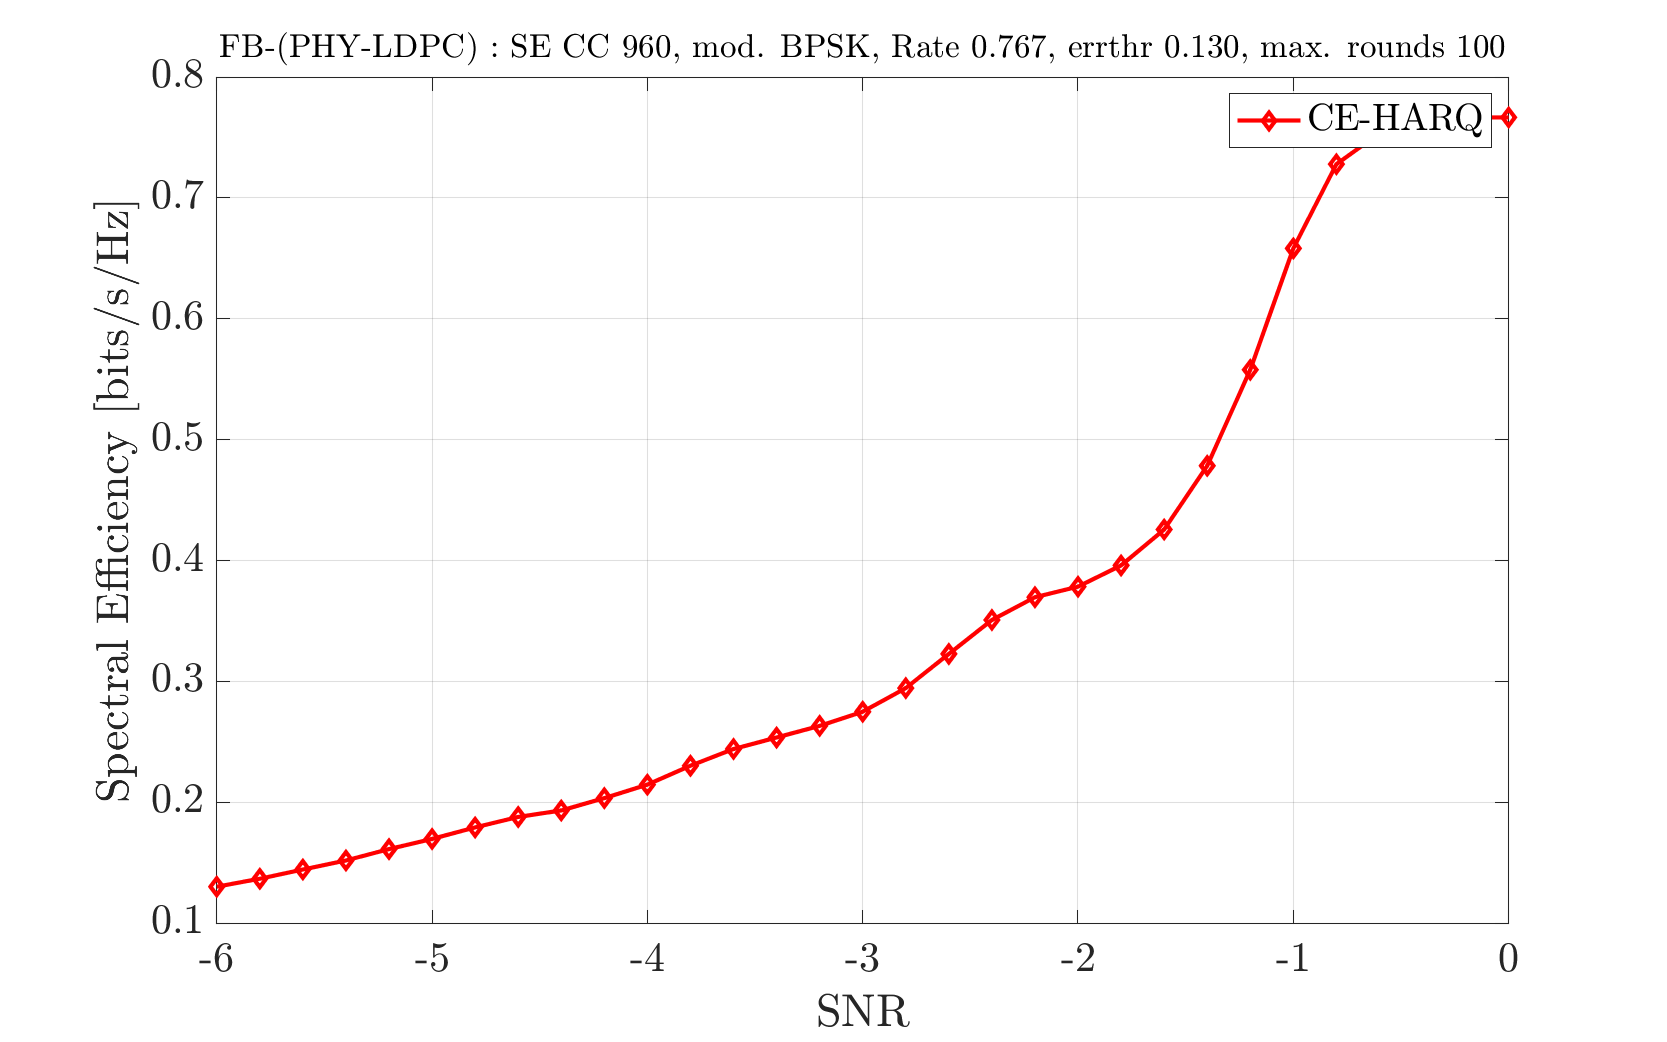 FB-(PHY-LDPC) : SE CC 960, mod. BPSK, Rate 0.767, errthr 0.130, max. rounds 100
CE-HARQ
0.8
0.7
0.6
0.5
0.4
0.3
0.2
0.1
Spectral Efficiency [bits/s/Hz]
-6 -5 -4 -3 -2 -1 0
SNR